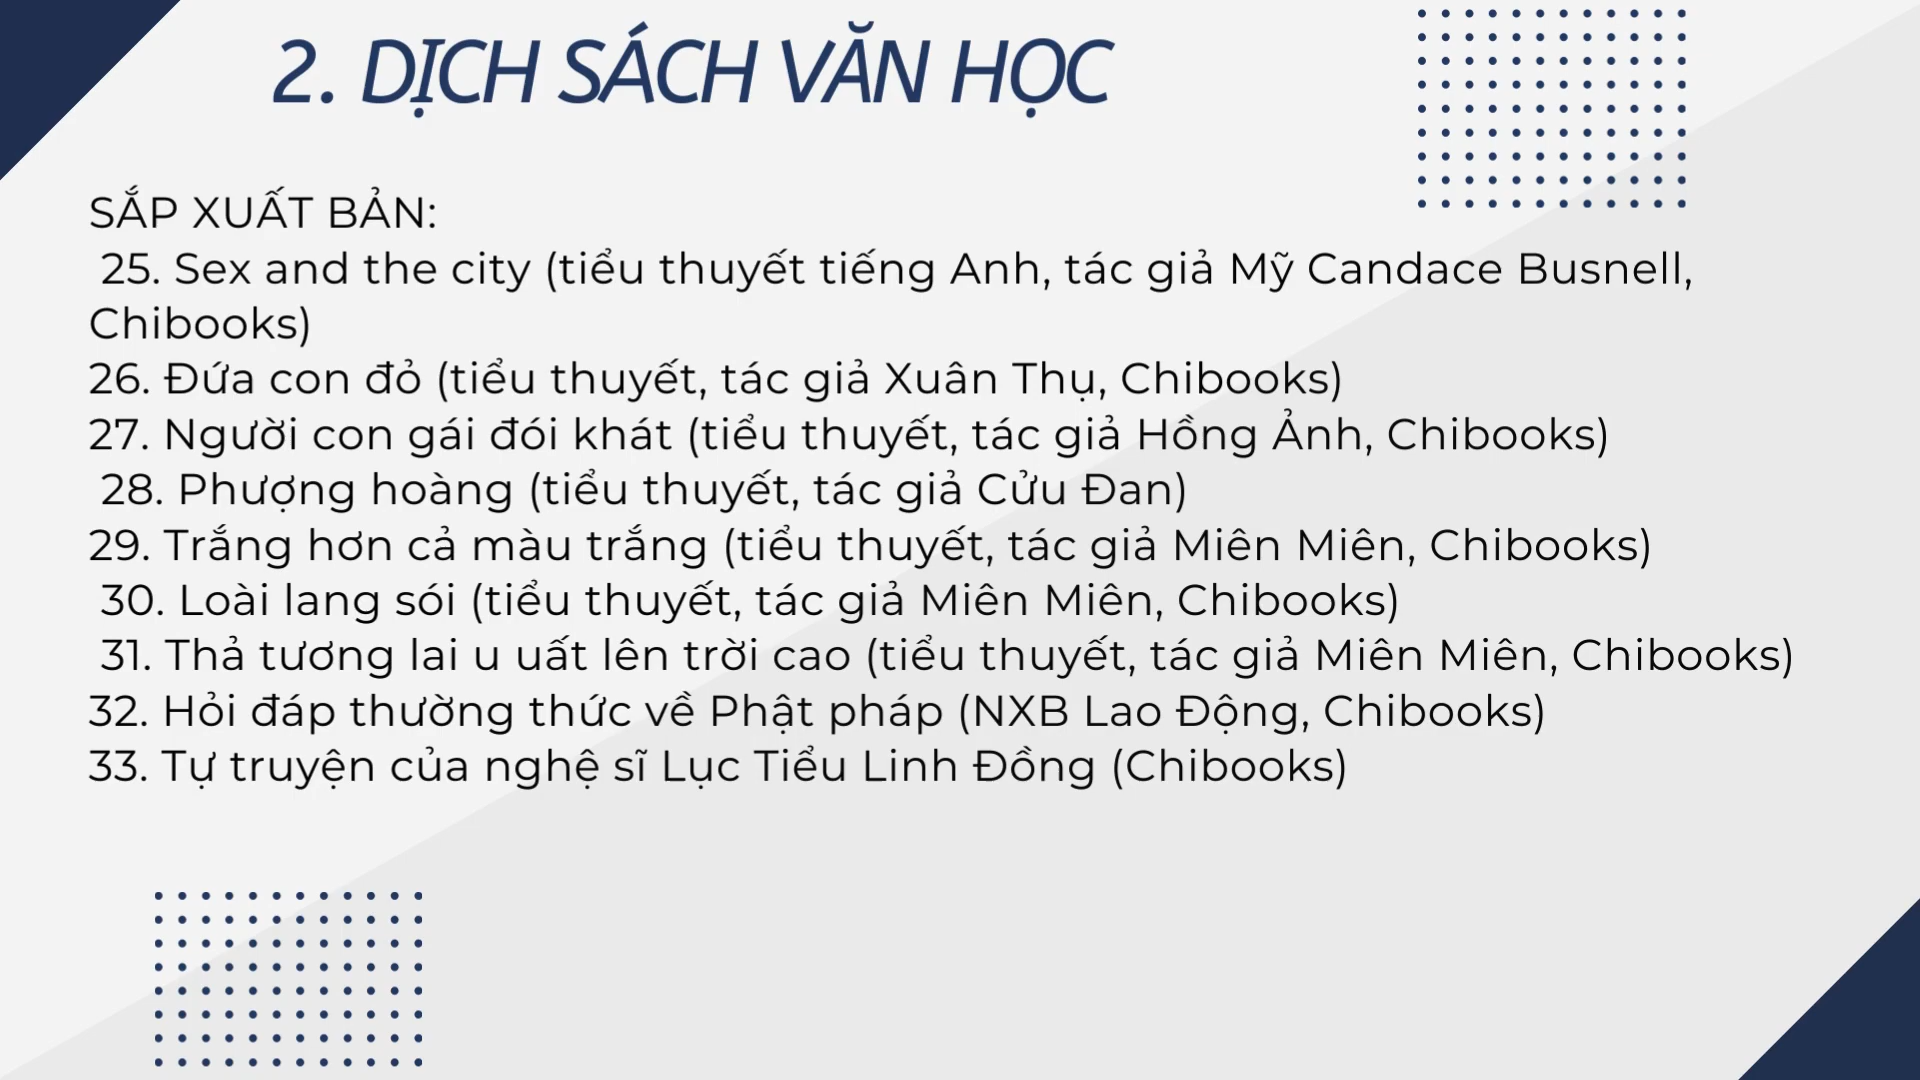 2. DỊCH SÁCH VĂN HỌC
SẮP XUẤT BẢN:
25. Sex and the city (tiểu thuyết tiếng Anh, tác giả Mỹ Candace Busnell,
Chibooks)
26. Đứa con đỏ (tiểu thuyết, tác giả Xuân Thụ, Chibooks)
27. Người con gái đói khát (tiểu thuyết, tác giả Hồng Ảnh, Chibooks)
28. Phượng hoàng (tiểu thuyết, tác giả Cửu Đan)
29. Trắng hơn cả màu trắng (tiểu thuyết, tác giả Miên Miên, Chibooks)
30. Loài lang sói (tiểu thuyết, tác giả Miên Miên, Chibooks)
31. Thả tương lai u uất lên trời cao (tiểu thuyết, tác giả Miên Miên, Chibooks)
32. Hỏi đáp thường thức về Phật pháp (NXB Lao Động, Chibooks)
33. Tự truyện của nghệ sĩ Lục Tiểu Linh Đồng (Chibooks)